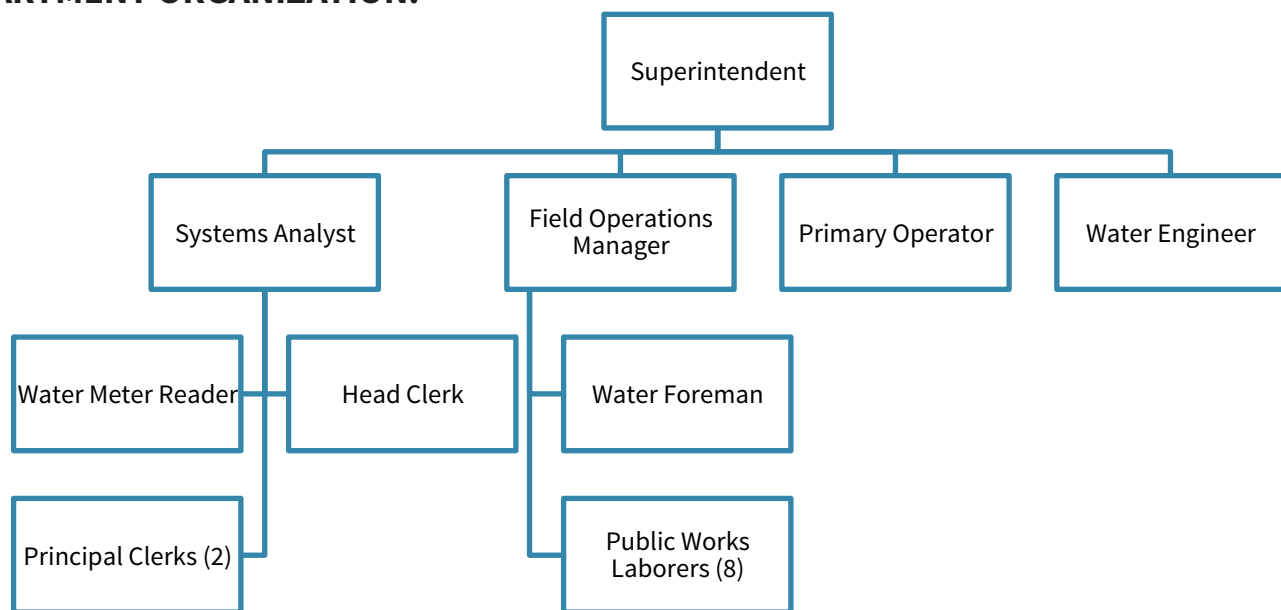 Superintendent
Systems Analyst
Field Operations
Manager
Primary Operator
Water Engineer
Water Meter Reader
Head Clerk
Water Foreman
Principal Clerks (2)
Public Works
Laborers (8)